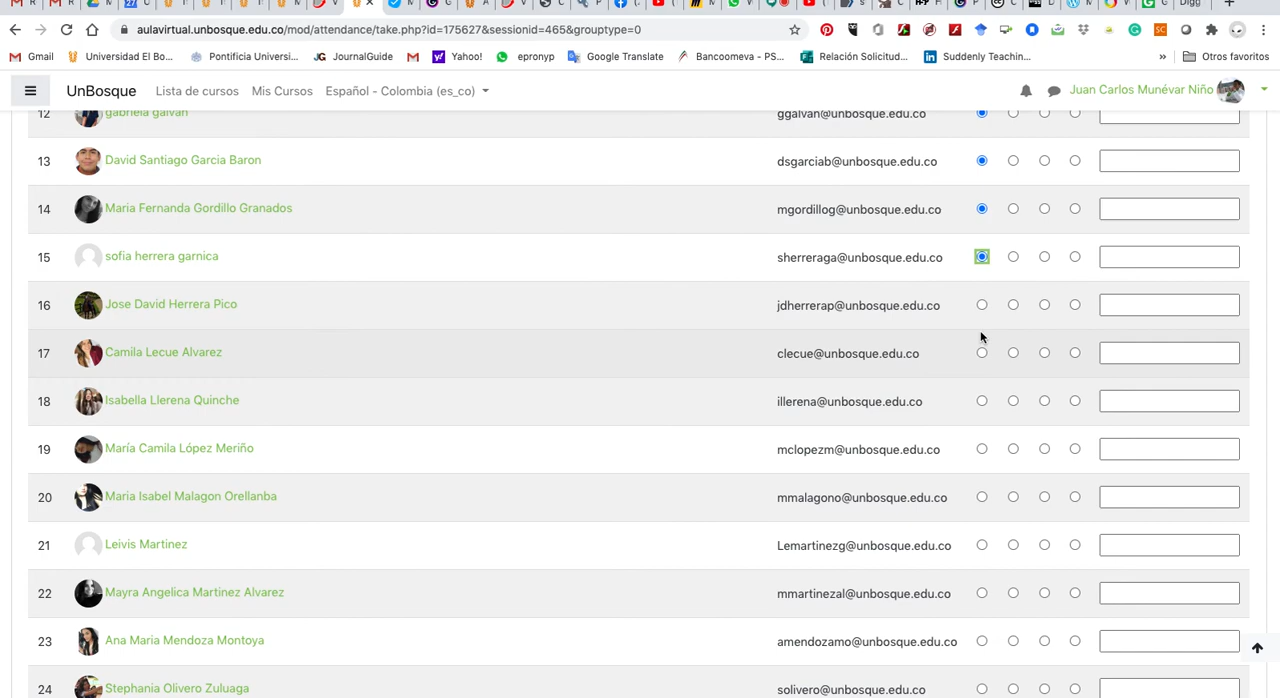 aulavirtual.unbosque.edu.co/mod/attendance/take.php?id=175627&sessionid=465&grouptype=0
Gmail Universidad El Bo... Pontificia Universi... JournalGuide Yahoo! epronyp Google Translate Bancoomeva - PS... Relación Solicitud... Suddenly Teachin... » Otros favoritos
UnBosque Lista de cursos Mis Cursos Español - Colombia (es_co) Juan Carlos Munévar Niño
12 gabriela galvan ggalvan@unbosque.edu.co
13 David Santiago Garcia Baron dsgarciab@unbosque.edu.co
14 Maria Fernanda Gordillo Granados mgordillog@unbosque.edu.co
15 sofia herrera garnica sherreraga@unbosque.edu.co
16 Jose David Herrera Pico jdherrerap@unbosque.edu.co
17 Camila Lecue Alvarez clecue@unbosque.edu.co
18 Isabella Llerena Quinche illerena@unbosque.edu.co
19 María Camila López Meriño mclopezm@unbosque.edu.co
20 Maria Isabel Malagon Orellanba mmalagono@unbosque.edu.co
21 Leivis Martinez Lemartinezg@unbosque.edu.co
22 Mayra Angelica Martinez Alvarez mmartinezal@unbosque.edu.co
23 Ana Maria Mendoza Montoya amendozamo@unbosque.edu.co
24 Stephania Olivero Zuluaga solivero@unbosque.edu.co